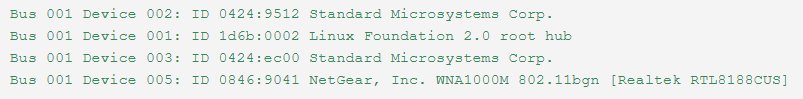 Bus 001 Device 002: ID 0424:9512 Standard Microsystems Corp.
Bus 001 Device 001: ID 1d6b:0002 Linux Foundation 2.0 root hub
Bus 001 Device 003: ID 0424:ec00 Standard Microsystems Corp.
Bus 001 Device 005: ID 0846:9041 NetGear, Inc. WNA1000M 802.11bgn [Realtek RTL8188CUS]